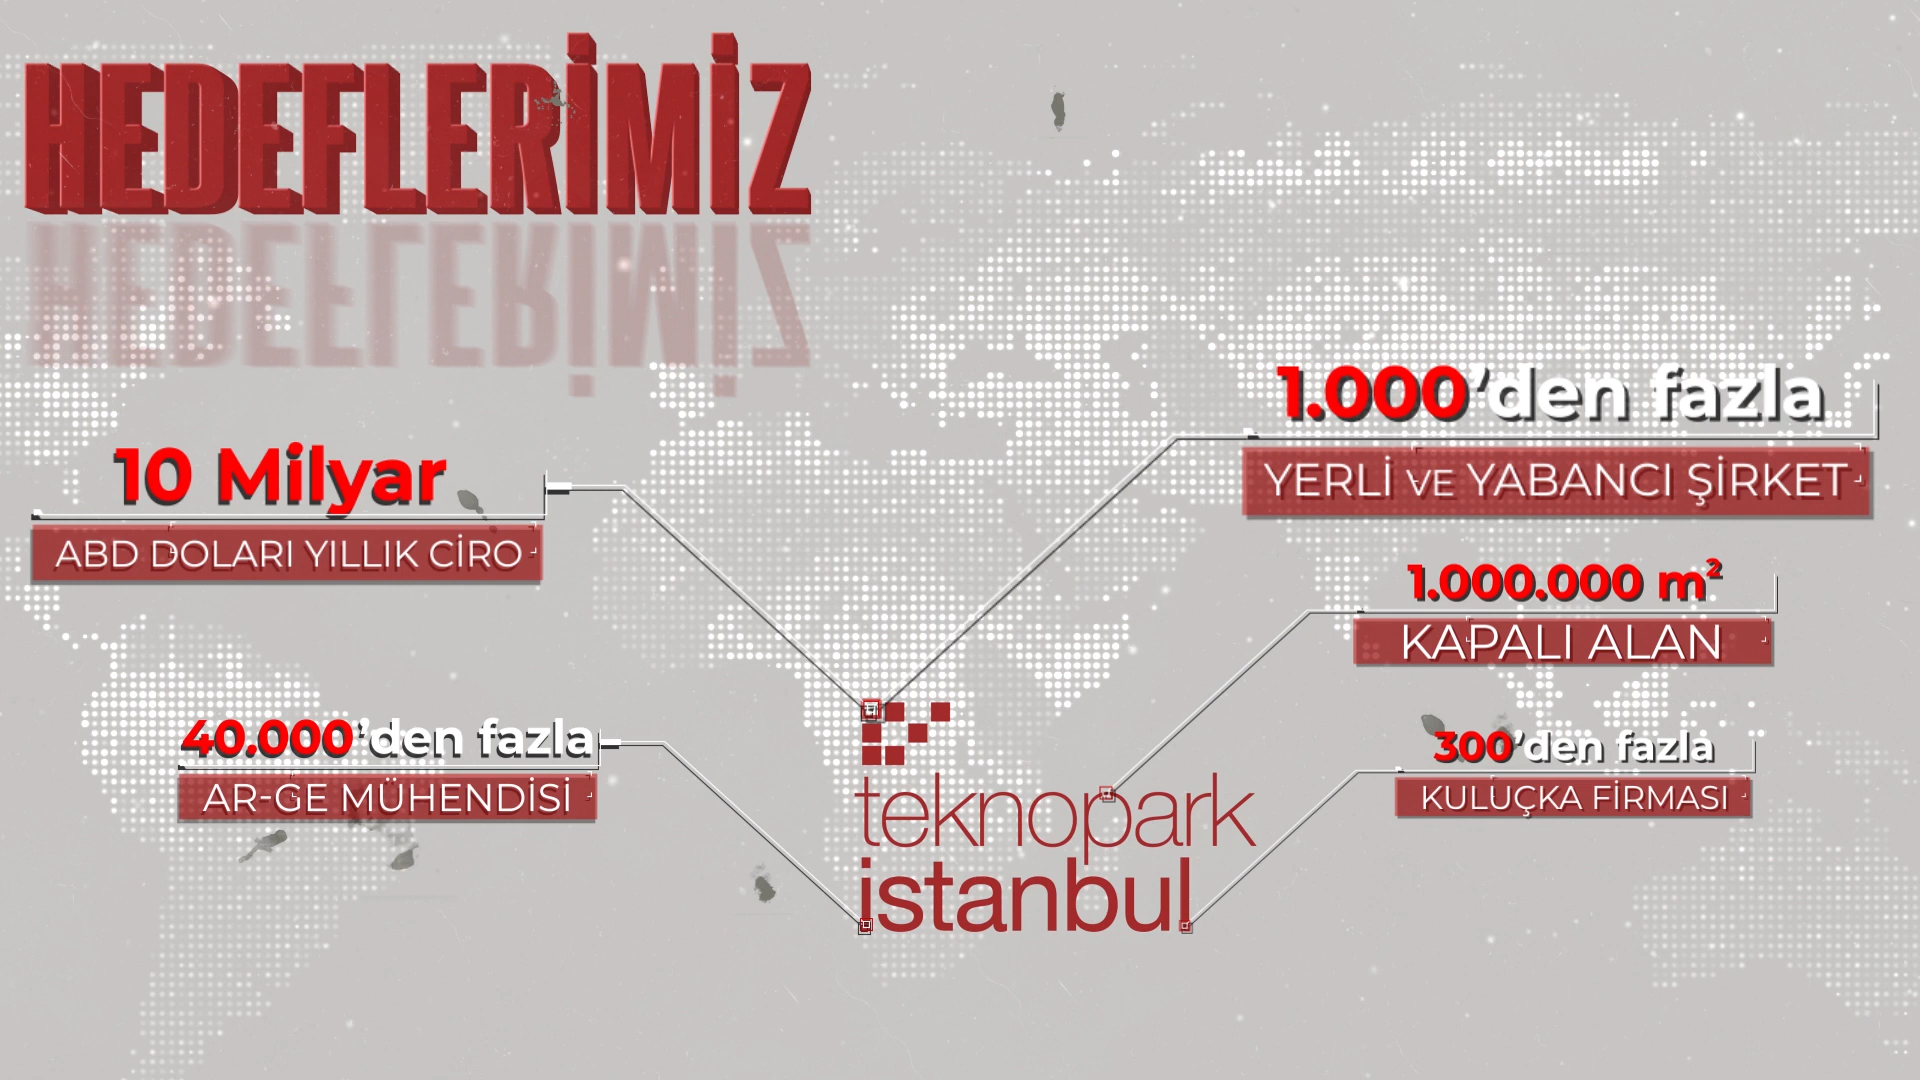 HEDEFLERİMİZ
10 Milyar
ABD DOLARI YILLIK CİRO
40.000'den fazla
AR-GE MÜHENDİSİ
1.000'den fazla
YERLİ VE YABANCI ŞİRKET
1.000.000 m²
KAPALI ALAN
300'den fazla
KULUÇKA FİRMASI
teknopark
istanbul